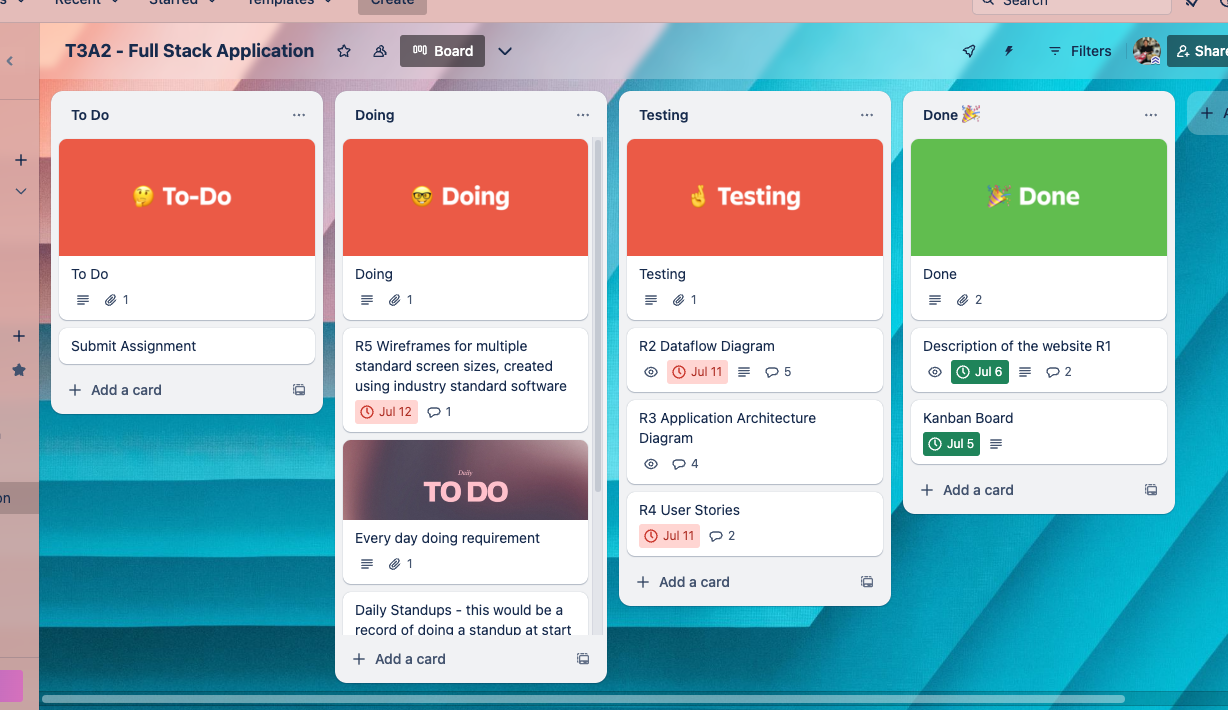 Recent
Starred
Templates
Create
Search
T3A2 - Full Stack Application
Board
Filters
Share
To Do
To-Do
To Do
1
Submit Assignment
Add a card
Doing
Doing
Doing
1
R5 Wireframes for multiple
standard screen sizes, created
using industry standard software
Jul 12
1
Daily
TO DO
Every day doing requirement
1
Daily Standups - this would be a
record of doing a standup at start
Add a card
Testing
Testing
Testing
1
R2 Dataflow Diagram
Jul 11
5
R3 Application Architecture
Diagram
4
R4 User Stories
Jul 11
2
Add a card
Done
Done
Done
2
Description of the website R1
Jul 6
2
Kanban Board
Jul 5
Add a card